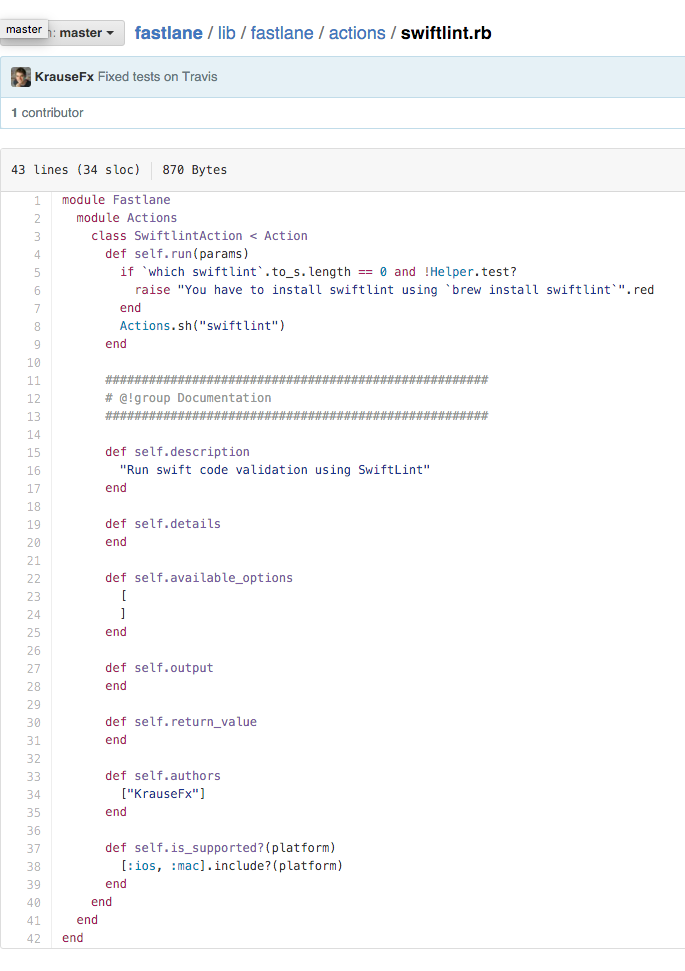 master
n: master
fastlane / lib / fastlane / actions / swiftlint.rb
KrauseFx Fixed tests on Travis
1 contributor
43 lines (34 sloc) 870 Bytes
1 module Fastlane
2   module Actions
3     class SwiftlintAction < Action
4       def self.run(params)
5         if `which swiftlint`.to_s.length == 0 and !Helper.test?
6           raise "You have to install swiftlint using `brew install swiftlint`".red
7         end
8         Actions.sh("swiftlint")
9       end
10
11       #####################################################
12       # @!group Documentation
13       #####################################################
14
15       def self.description
16         "Run swift code validation using SwiftLint"
17       end
18
19       def self.details
20       end
21
22       def self.available_options
23         [
24         ]
25       end
26
27       def self.output
28       end
29
30       def self.return_value
31       end
32
33       def self.authors
34         ["KrauseFx"]
35       end
36
37       def self.is_supported?(platform)
38         [:ios, :mac].include?(platform)
39       end
40     end
41   end
42 end